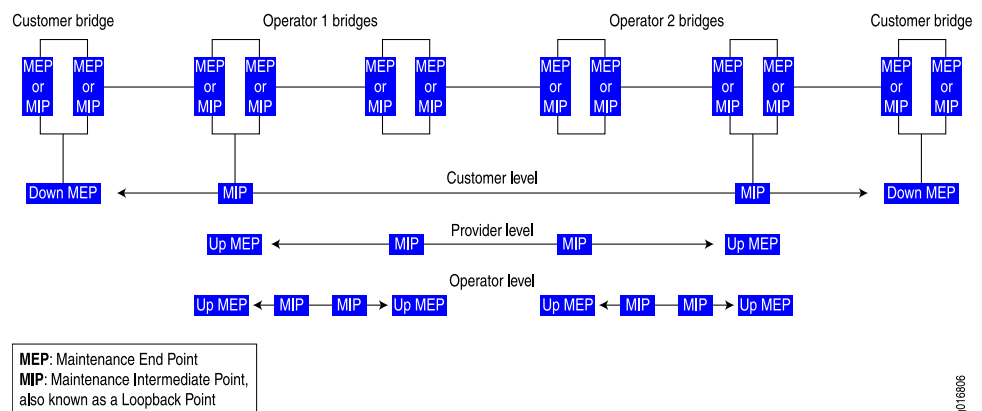 Customer bridge Operator 1 bridges Operator 2 bridges Customer bridge
MEP MEP MEP MEP MEP MEP MEP MEP MEP MEP MEP MEP
or or or or or or or or or or or or
MIP MIP MIP MIP MIP MIP MIP MIP MIP MIP MIP MIP
Customer level
Down MEP MIP MIP Down MEP
Provider level
Up MEP MIP MIP Up MEP
Operator level
Up MEP MIP MIP Up MEP Up MEP MIP MIP Up MEP
MEP: Maintenance End Point
MIP: Maintenance Intermediate Point,
also known as a Loopback Point
g016806